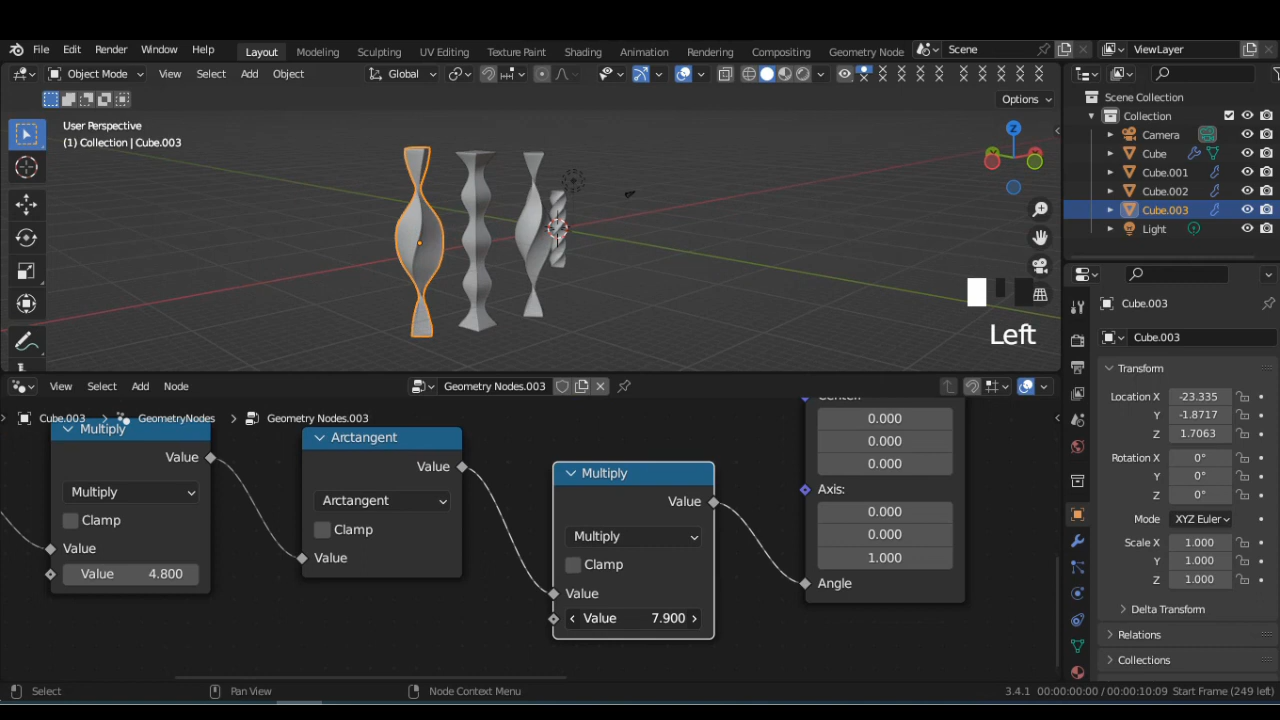 File Edit Render Window Help Layout Modeling Sculpting UV Editing Texture Paint Shading Animation Rendering Compositing Geometry Node Scene ViewLayer
Object Mode View Select Add Object Global
Options
User Perspective
(1) Collection | Cube.003
Z
Left
Scene Collection
Collection
Camera
Cube
Cube.001
Cube.002
Cube.003
Light
View Select Add Node Geometry Nodes.003
Cube.003 GeometryNodes Geometry Nodes.003
Multiply
Value
Multiply
Clamp
Value
Value 4.800
Arctangent
Value
Arctangent
Clamp
Value
Multiply
Value
Multiply
Clamp
Value
Value 7.900
0.000
0.000
0.000
Axis:
0.000
0.000
1.000
Angle
Cube.003
Cube.003
Transform
Location X -23.335
Y -1.8717
Z 1.7063
Rotation X 0°
Y 0°
Z 0°
Mode XYZ Euler
Scale X 1.000
Y 1.000
Z 1.000
Delta Transform
Relations
Collections
Select Pan View Node Context Menu 3.4.1 00:00:00:00 / 00:00:10:09 Start Frame (249 left)